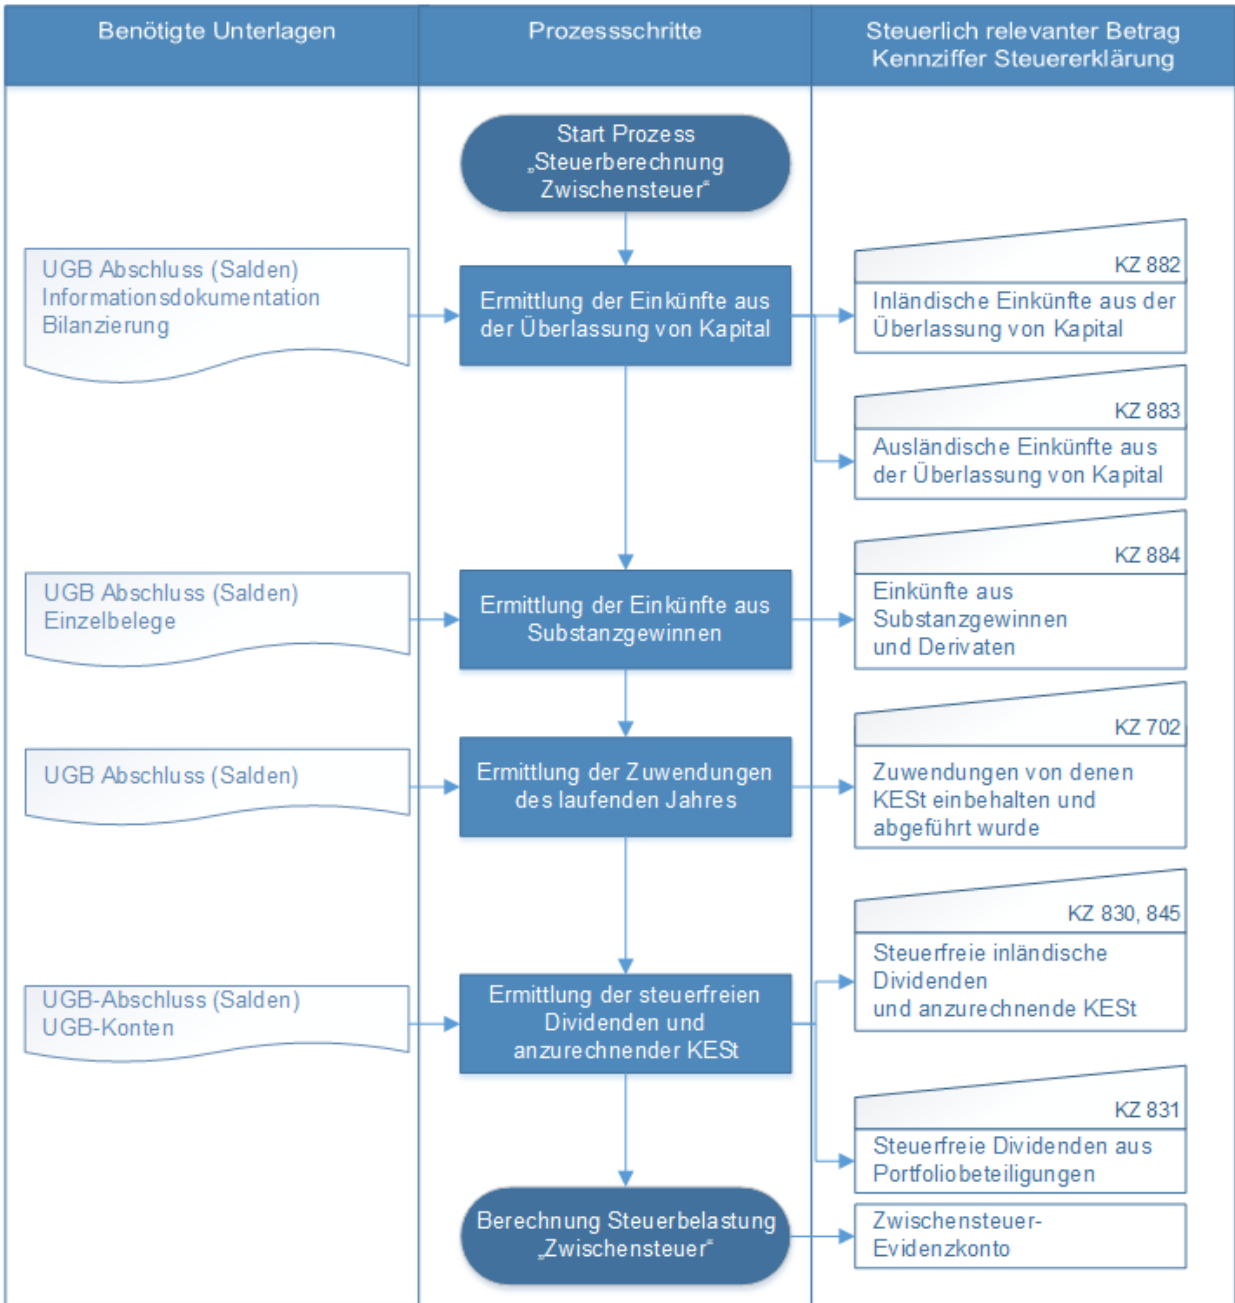 Benötigte Unterlagen
Prozessschritte
Steuerlich relevanter Betrag
Kennziffer Steuererklärung
Start Prozess
„Steuerberechnung
Zwischensteuer“
UGB Abschluss (Salden)
Informationsdokumentation
Bilanzierung
Ermittlung der Einkünfte aus
der Überlassung von Kapital
KZ 882
Inländische Einkünfte aus der
Überlassung von Kapital
KZ 883
Ausländische Einkünfte aus
der Überlassung von Kapital
UGB Abschluss (Salden)
Einzelbelege
Ermittlung der Einkünfte aus
Substanzgewinnen
KZ 884
Einkünfte aus
Substanzgewinnen
und Derivaten
UGB Abschluss (Salden)
Ermittlung der Zuwendungen
des laufenden Jahres
KZ 702
Zuwendungen von denen
KESt einbehalten und
abgeführt wurde
UGB-Abschluss (Salden)
UGB-Konten
Ermittlung der steuerfreien
Dividenden und
anzurechnender KESt
KZ 830, 845
Steuerfreie inländische
Dividenden
und anzurechnende KESt
KZ 831
Steuerfreie Dividenden aus
Portfoliobeteiligungen
Berechnung Steuerbelastung
„Zwischensteuer“
Zwischensteuer-
Evidenzkonto